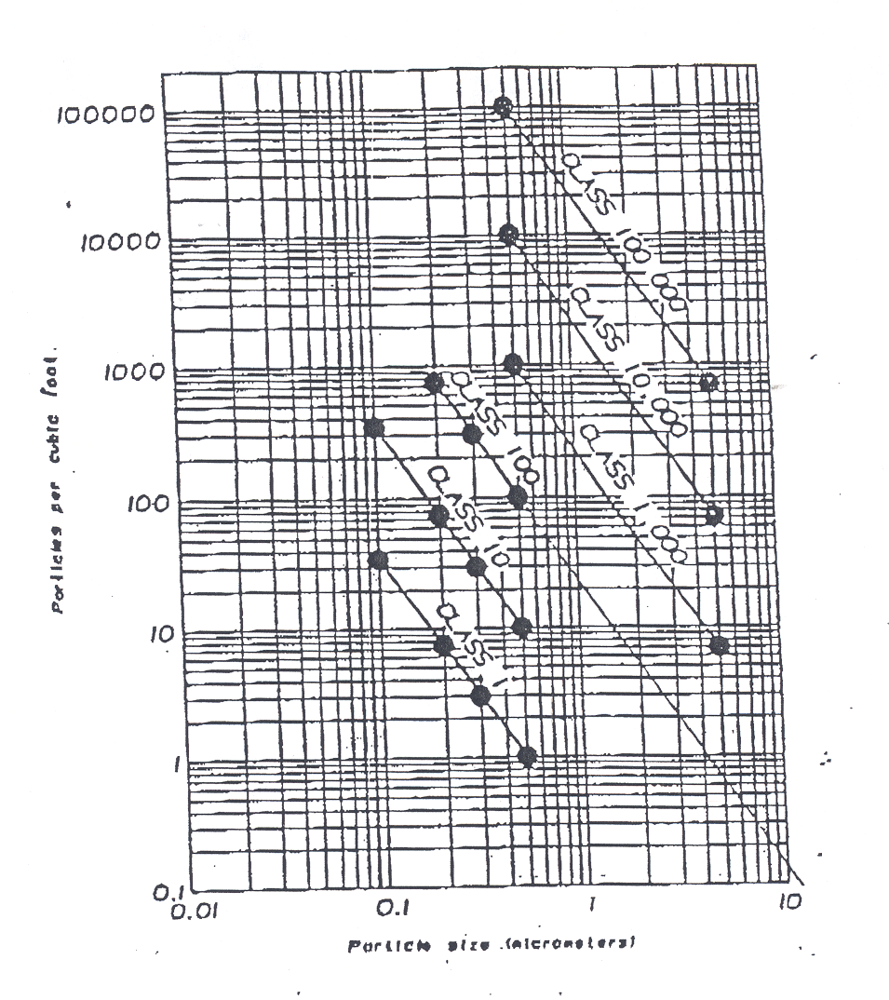 100000
10000
1000
100
10
1
0.1
0.01
0.1
1
10
Particles per cubic foot.
Particle size (micrometers)
CLASS 100 000
CLASS 10,000
CLASS 1 000
CLASS 100
CLASS 10
CLASS 1